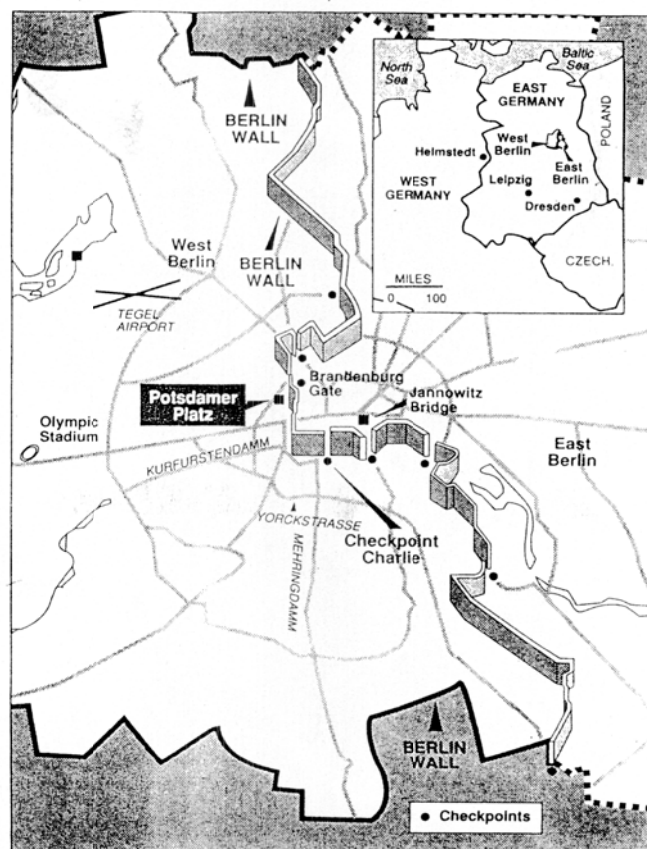 BERLIN
WALL
North
Sea
Baltic
Sea
EAST
GERMANY
POLAND
West
Berlin
East
Berlin
Helmstedt
WEST
GERMANY
Leipzig
Dresden
CZECH.
MILES
0 100
West
Berlin
BERLIN
WALL
TEGEL
AIRPORT
Brandenburg
Gate
Potsdamer
Platz
Jannowitz
Bridge
Olympic
Stadium
KURFURSTENDAMM
East
Berlin
YORCKSTRASSE
Checkpoint
Charlie
MEHRINGDAMM
BERLIN
WALL
Checkpoints